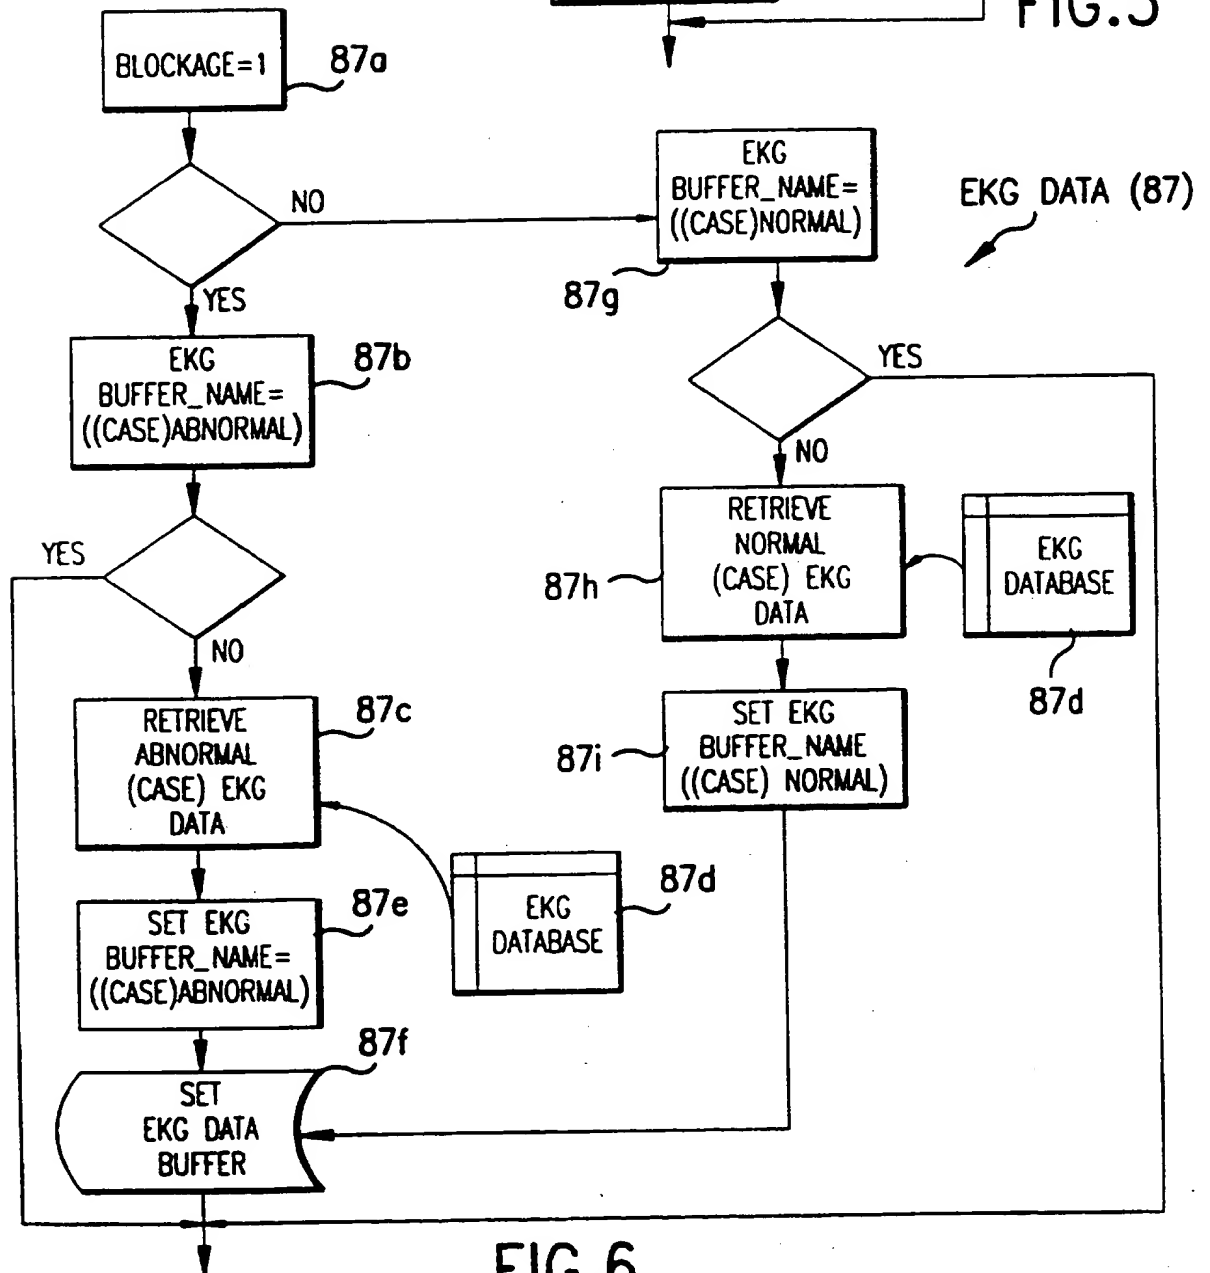 FIG.5
BLOCKAGE=1
87a
NO
YES
EKG
BUFFER_NAME=
((CASE)NORMAL)
87g
EKG DATA (87)
EKG
BUFFER_NAME=
((CASE)ABNORMAL)
87b
YES
NO
YES
NO
RETRIEVE
NORMAL
(CASE) EKG
DATA
87h
EKG
DATABASE
87d
RETRIEVE
ABNORMAL
(CASE) EKG
DATA
87c
SET EKG
BUFFER_NAME
((CASE) NORMAL)
87i
EKG
DATABASE
87d
SET EKG
BUFFER_NAME=
((CASE)ABNORMAL)
87e
SET
EKG DATA
BUFFER
87f
FIG.6